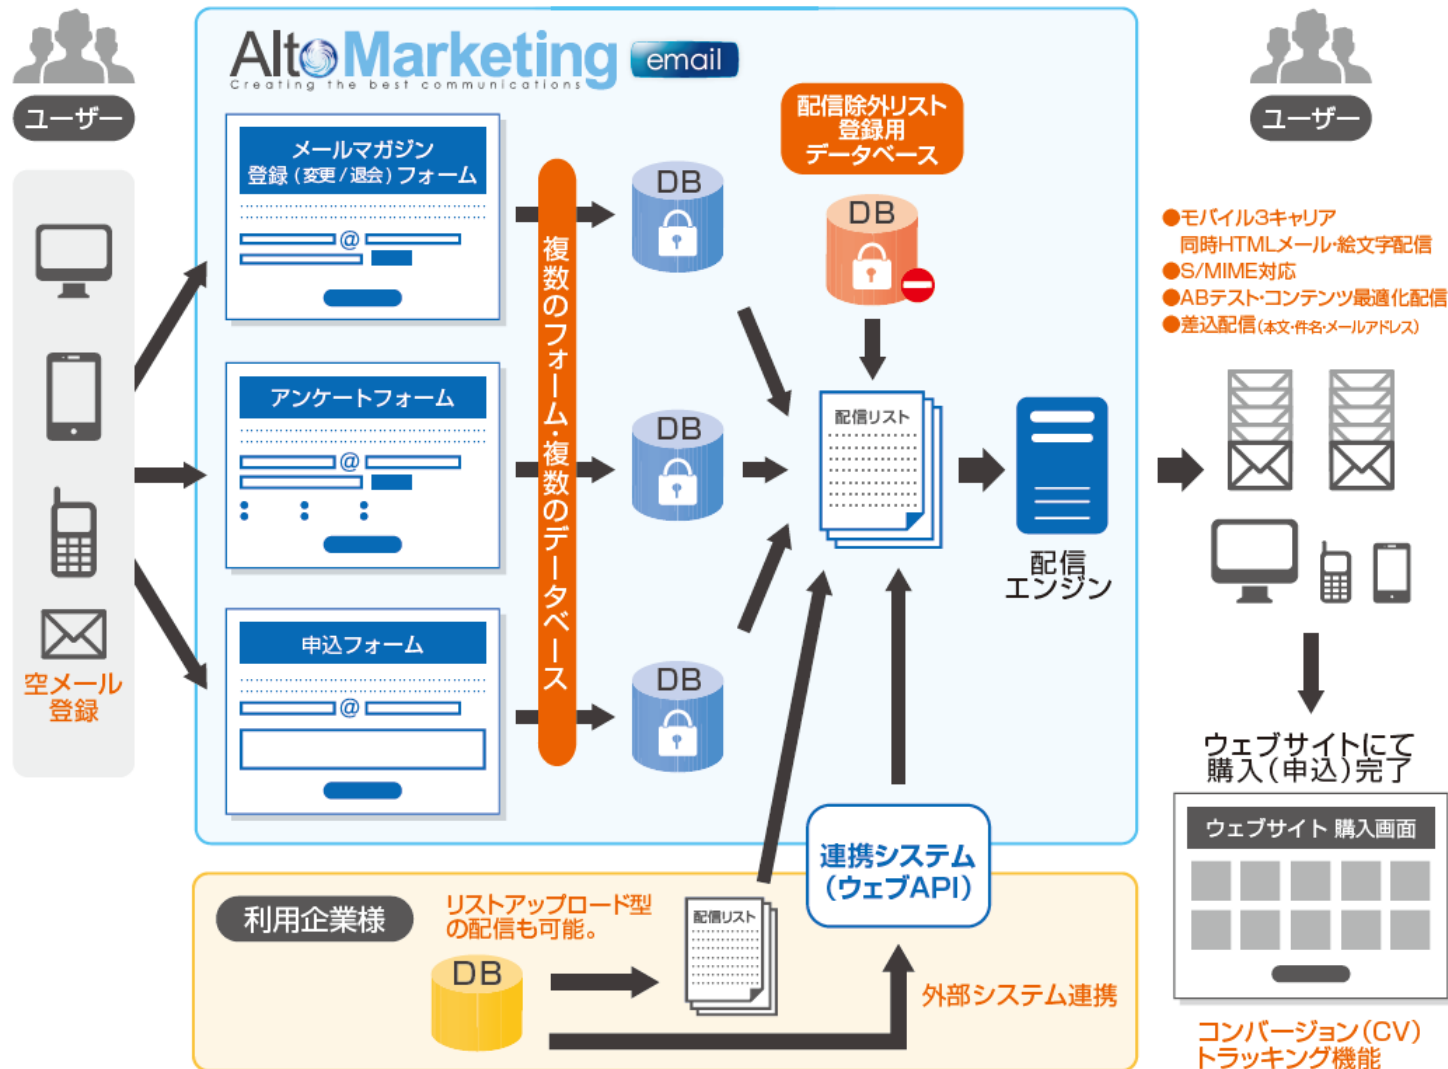 ユーザー
空メール
登録
Alto Marketing email
Creating the best communications
メールマガジン
登録(変更/退会)フォーム
@
アンケートフォーム
@
申込フォーム
@
複数のフォーム・複数のデータベース
DB
DB
DB
配信除外リスト
登録用
データベース
DB
配信リスト
配信
エンジン
連携システム
(ウェブAPI)
利用企業様
リストアップロード型
の配信も可能。
DB
配信リスト
外部システム連携
ユーザー
●モバイル3キャリア
同時HTMLメール・絵文字配信
●S/MIME対応
●ABテスト・コンテンツ最適化配信
●差込配信(本文・件名・メールアドレス)
ウェブサイトにて
購入(申込)完了
ウェブサイト 購入画面
コンバージョン(CV)
トラッキング機能